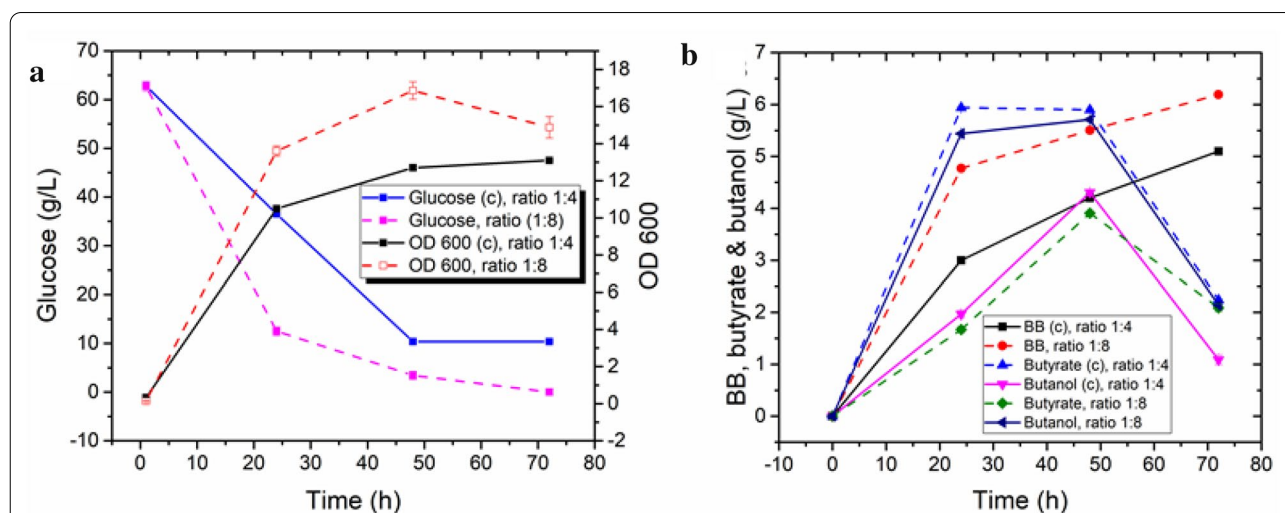 a
70
60
50
40
30
20
10
0
-10
Glucose (g/L)
18
16
14
12
10
8
6
4
2
0
-2
OD 600
Glucose (c), ratio 1:4
Glucose, ratio (1:8)
OD 600 (c), ratio 1:4
OD 600, ratio 1:8
0 10 20 30 40 50 60 70 80
Time (h)
b
7
6
5
4
3
2
1
0
BB, butyrate & butanol (g/L)
BB (c), ratio 1:4
BB, ratio 1:8
Butyrate (c), ratio 1:4
Butanol (c), ratio 1:4
Butyrate, ratio 1:8
Butanol, ratio 1:8
-10 0 10 20 30 40 50 60 70 80
Time (h)